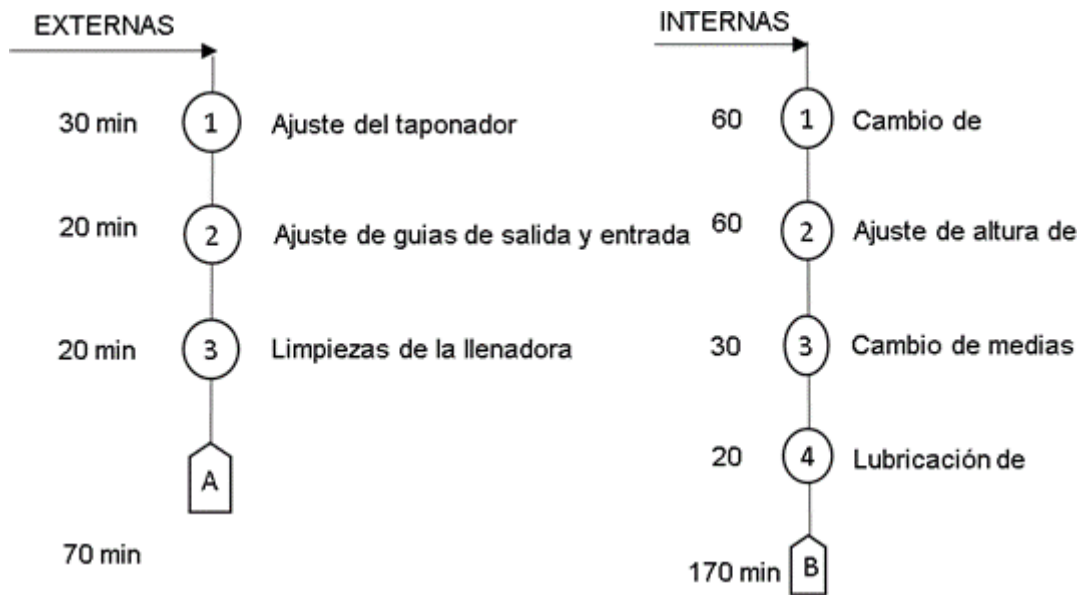 EXTERNAS
30 min 1 Ajuste del taponador
20 min 2 Ajuste de guias de salida y entrada
20 min 3 Limpiezas de la llenadora
A
70 min
INTERNAS
60 1 Cambio de
60 2 Ajuste de altura de
30 3 Cambio de medias
20 4 Lubricación de
170 min B